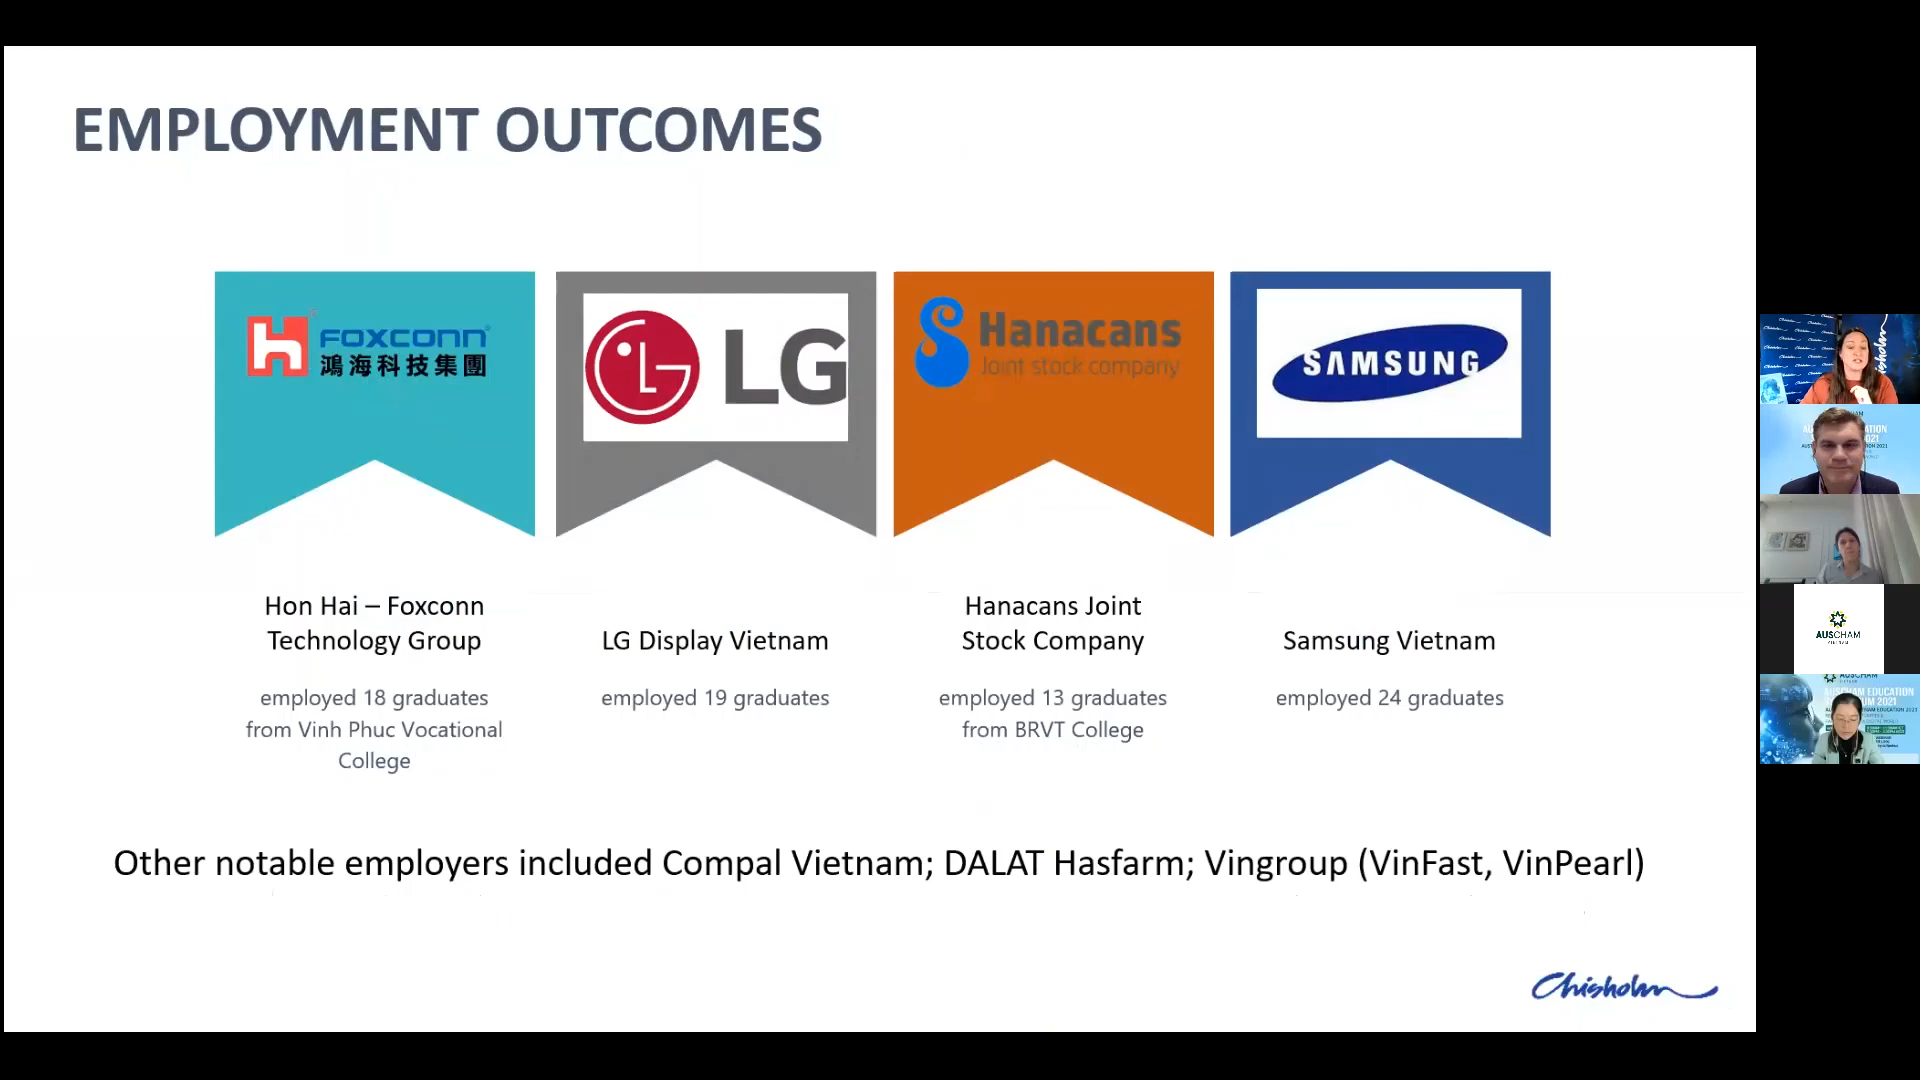 EMPLOYMENT OUTCOMES
FOXCONN
鴻海科技集團
LG
Hanacans
Joint stock company
SAMSUNG
Hon Hai – Foxconn
Technology Group
employed 18 graduates
from Vinh Phuc Vocational
College
LG Display Vietnam
employed 19 graduates
Hanacans Joint
Stock Company
employed 13 graduates
from BRVT College
Samsung Vietnam
employed 24 graduates
Other notable employers included Compal Vietnam; DALAT Hasfarm; Vingroup (VinFast, VinPearl)
Chisholm
AUSCHAM
VIETNAM
AUSCHAM EDUCATION